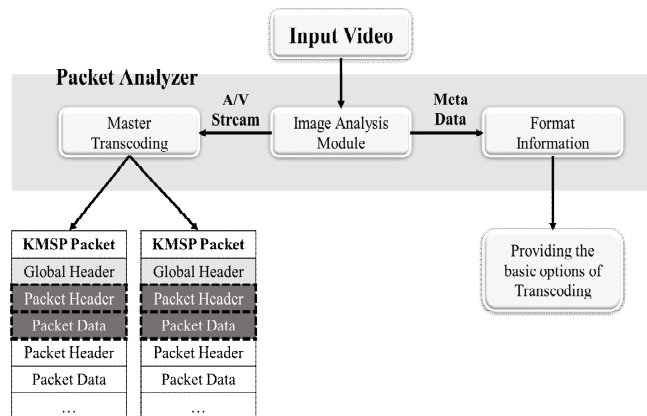 Input Video
Packet Analyzer
A/V
Stream
Meta
Data
Master
Transcoding
Image Analysis
Module
Format
Information
KMSP Packet
Global Header
Packet Header
Packet Data
Packet Header
Packet Data
...
KMSP Packet
Global Header
Packet Header
Packet Data
Packet Header
Packet Data
...
Providing the
basic options of
Transcoding